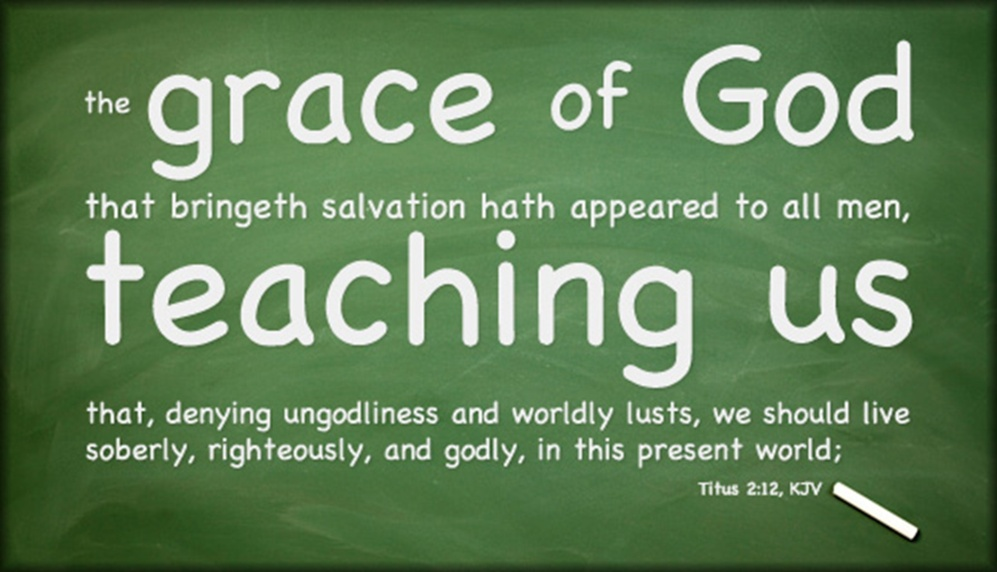 the grace of God
that bringeth salvation hath appeared to all men,
teaching us
that, denying ungodliness and worldly lusts, we should live
soberly, righteously, and godly, in this present world;
Titus 2:12, KJV